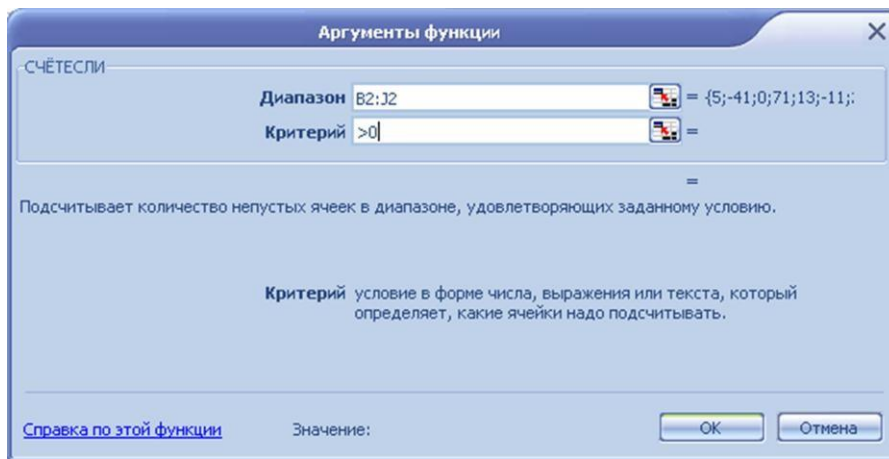 Аргументы функции
СЧЁТЕСЛИ
Диапазон B2:J2 = {5;-41;0;71;13;-11;
Критерий >0 =
=
Подсчитывает количество непустых ячеек в диапазоне, удовлетворяющих заданному условию.
Критерий условие в форме числа, выражения или текста, который
определяет, какие ячейки надо подсчитывать.
Справка по этой функции Значение: ОК Отмена